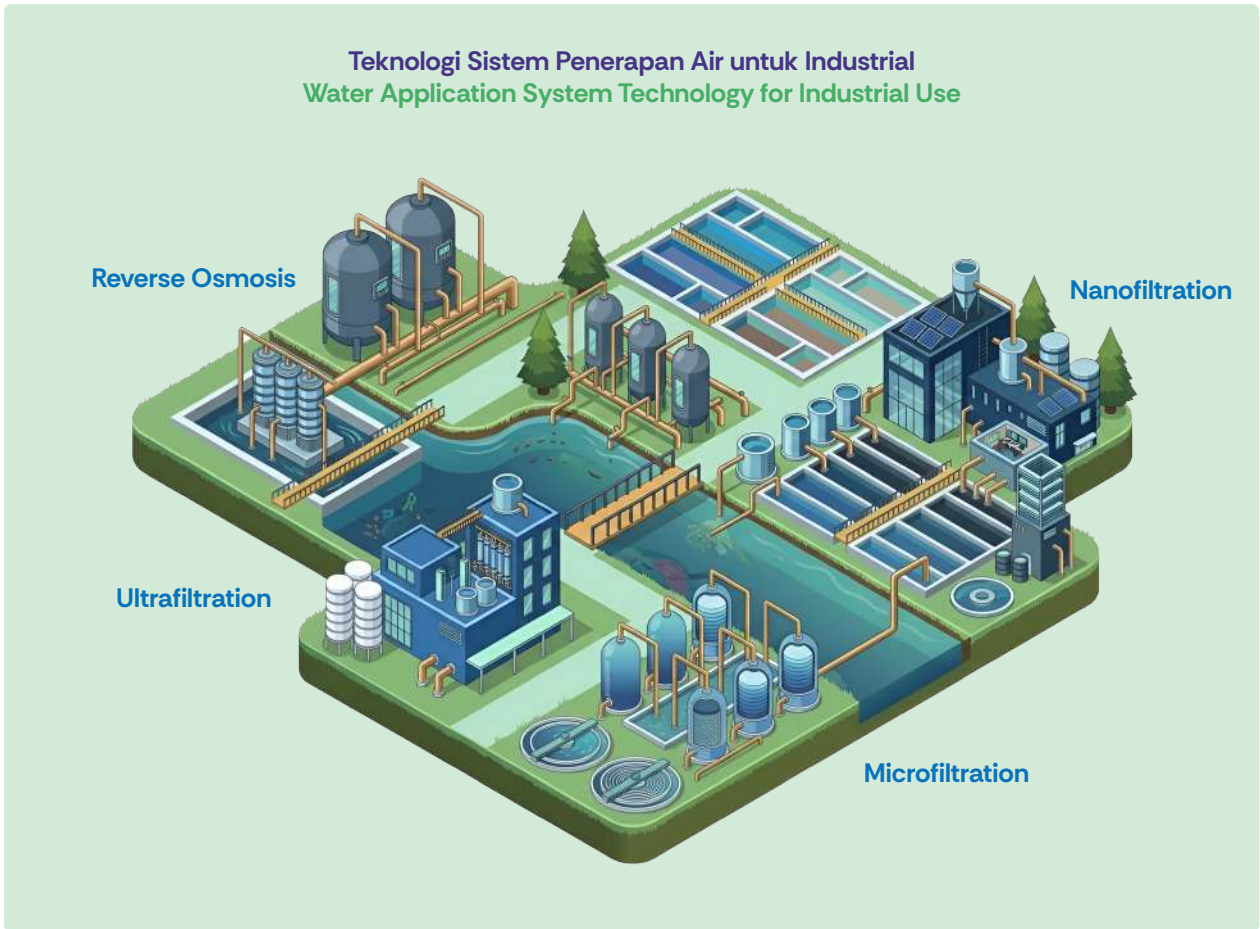 Teknologi Sistem Penerapan Air untuk Industrial
Water Application System Technology for Industrial Use
Reverse Osmosis
Nanofiltration
Ultrafiltration
Microfiltration